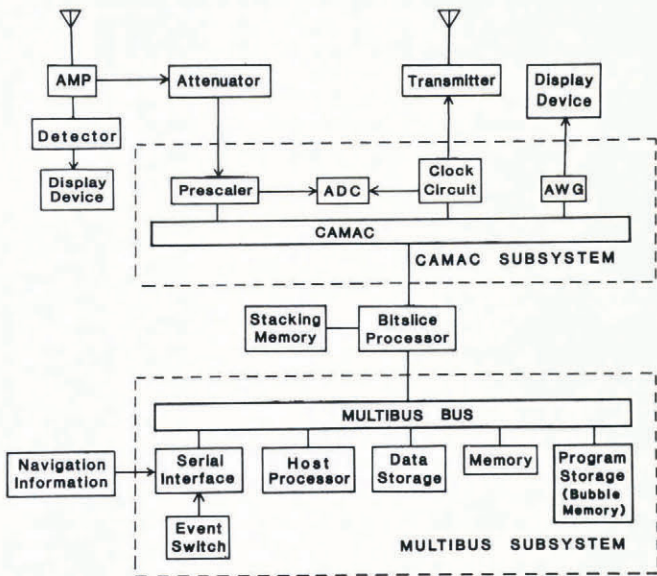 AMP
Attenuator
Transmitter
Display
Device
Detector
Display
Device
Prescaler
ADC
Clock
Circuit
AWG
CAMAC
CAMAC SUBSYSTEM
Stacking
Memory
Bitslice
Processor
MULTIBUS BUS
Navigation
Information
Serial
Interface
Host
Processor
Data
Storage
Memory
Program
Storage
(Bubble
Memory)
Event
Switch
MULTIBUS SUBSYSTEM